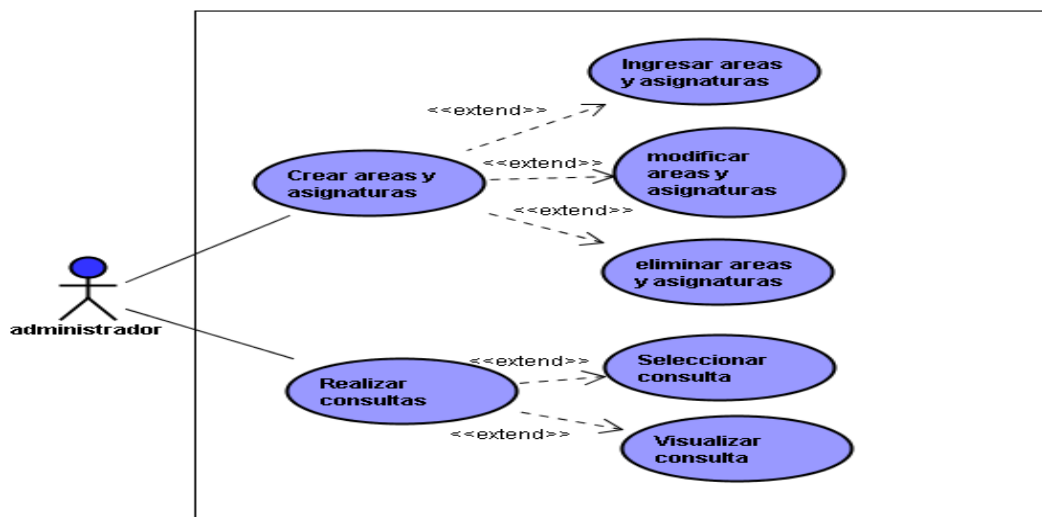 Ingresar areas
y asignaturas
<<extend>>
modificar
areas y
asignaturas
<<extend>>
Crear areas y
asignaturas
<<extend>>
eliminar areas
y asignaturas
administrador
Seleccionar
consulta
<<extend>>
Realizar
consultas
<<extend>>
Visualizar
consulta